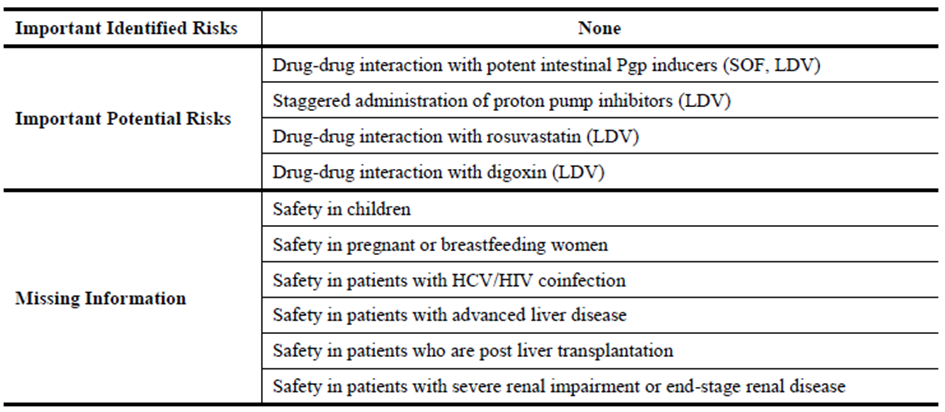 Important Identified Risks
None
Important Potential Risks
Drug-drug interaction with potent intestinal Pgp inducers (SOF, LDV)
Staggered administration of proton pump inhibitors (LDV)
Drug-drug interaction with rosuvastatin (LDV)
Drug-drug interaction with digoxin (LDV)
Missing Information
Safety in children
Safety in pregnant or breastfeeding women
Safety in patients with HCV/HIV coinfection
Safety in patients with advanced liver disease
Safety in patients who are post liver transplantation
Safety in patients with severe renal impairment or end-stage renal disease